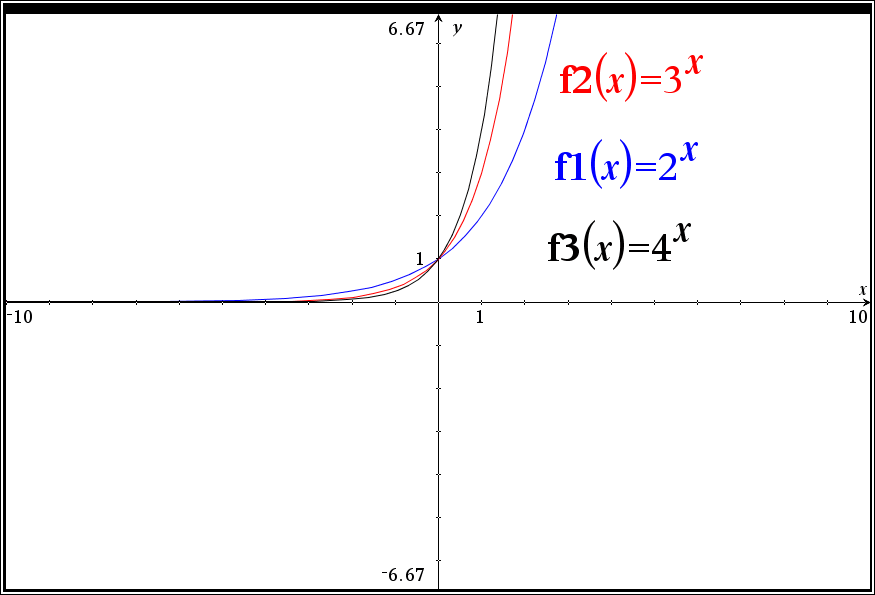 6.67 y
f2(x)=3^x
f1(x)=2^x
f3(x)=4^x
1
x
-10 1 10
-6.67